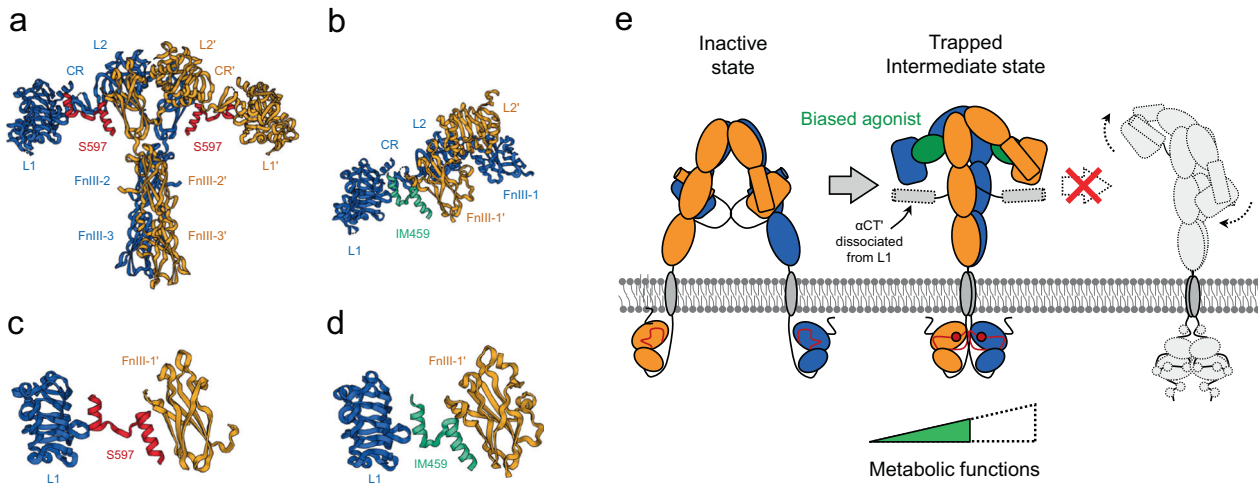 a
L2
L2'
CR
CR'
S597
S597
L1
L1'
FnIII-2
FnIII-2'
FnIII-3
FnIII-3'
b
L2'
L2
CR
FnIII-1
FnIII-1'
IM459
L1
c
FnIII-1'
S597
L1
d
FnIII-1'
IM459
L1
e
Inactive
state
Trapped
Intermediate state
Biased agonist
αCT'
dissociated
from L1
Metabolic functions